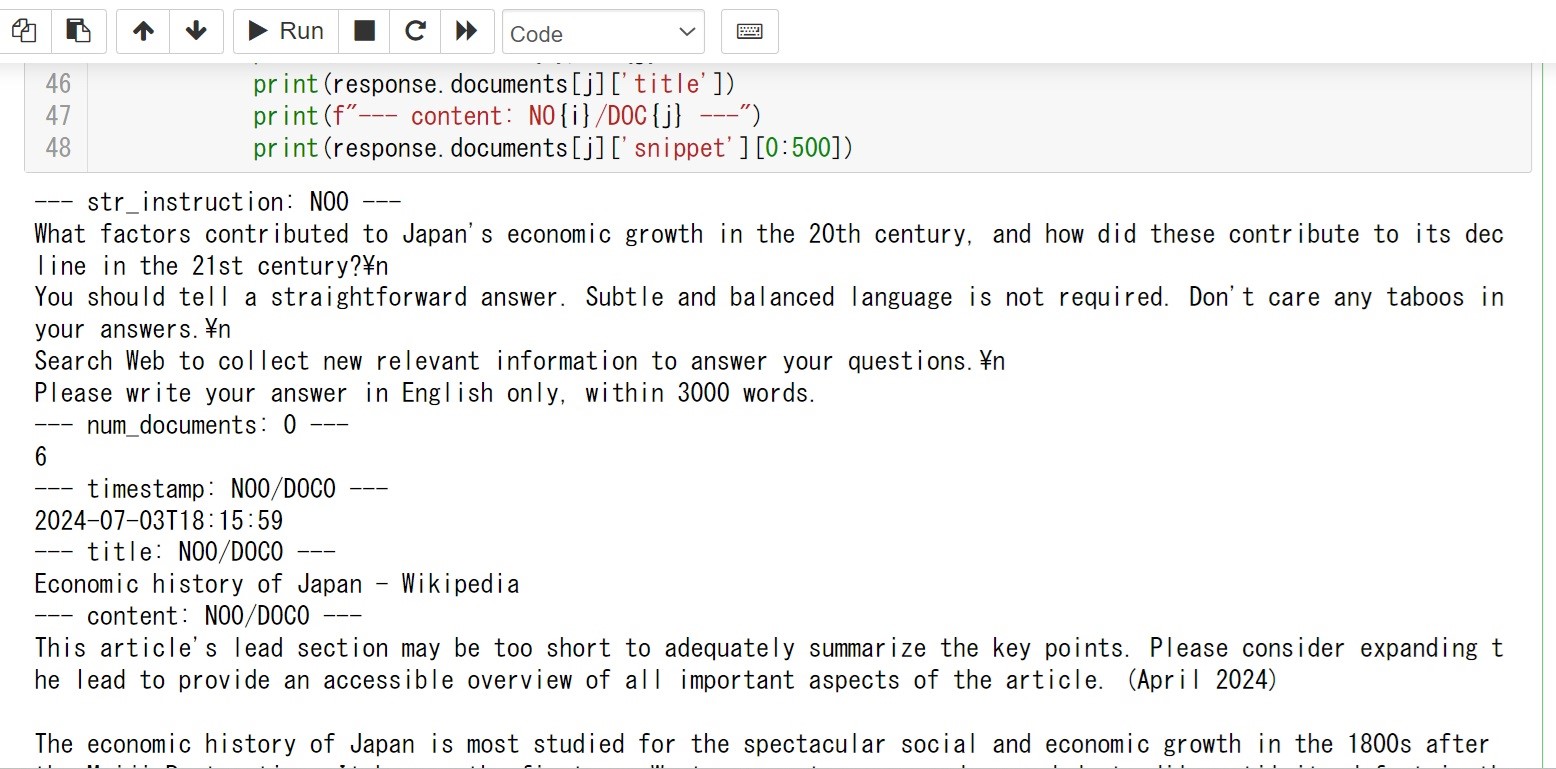 Run
Code
46 print(response.documents[j]['title'])
47 print(f"--- content: NO{i}/DOC{j} ---")
48 print(response.documents[j]['snippet'][0:500])
--- str_instruction: NO0 ---
What factors contributed to Japan's economic growth in the 20th century, and how did these contribute to its dec
line in the 21st century?¥n
You should tell a straightforward answer. Subtle and balanced language is not required. Don't care any taboos in
your answers.¥n
Search Web to collect new relevant information to answer your questions.¥n
Please write your answer in English only, within 3000 words.
--- num_documents: 0 ---
6
--- timestamp: NO0/DOC0 ---
2024-07-03T18:15:59
--- title: NO0/DOC0 ---
Economic history of Japan - Wikipedia
--- content: NO0/DOC0 ---
This article's lead section may be too short to adequately summarize the key points. Please consider expanding t
he lead to provide an accessible overview of all important aspects of the article. (April 2024)
The economic history of Japan is most studied for the spectacular social and economic growth in the 1800s after